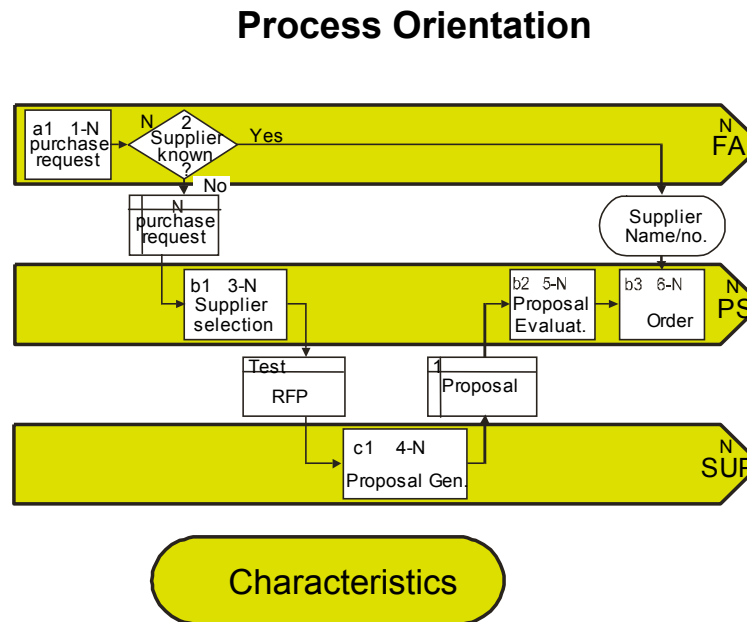 Process Orientation
a1 1-N
purchase
request
N
2
Supplier
known
?
Yes
No
N
FA
N
purchase
request
Supplier
Name/no.
b1 3-N
Supplier
selection
b2 5-N
Proposal
Evaluat.
b3 6-N
Order
N
PS
Test
RFP
1
Proposal
c1 4-N
Proposal Gen.
N
SUP
Characteristics